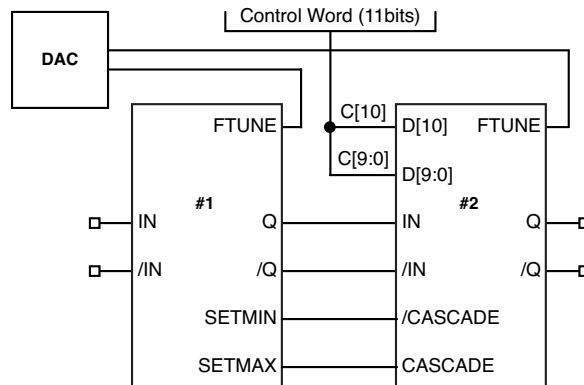 Control Word (11bits)
DAC
C[10]
FTUNE
D[10]
FTUNE
C[9:0]
D[9:0]
#1
#2
IN
Q
IN
Q
/IN
/Q
/IN
/Q
SETMIN
/CASCADE
SETMAX
CASCADE